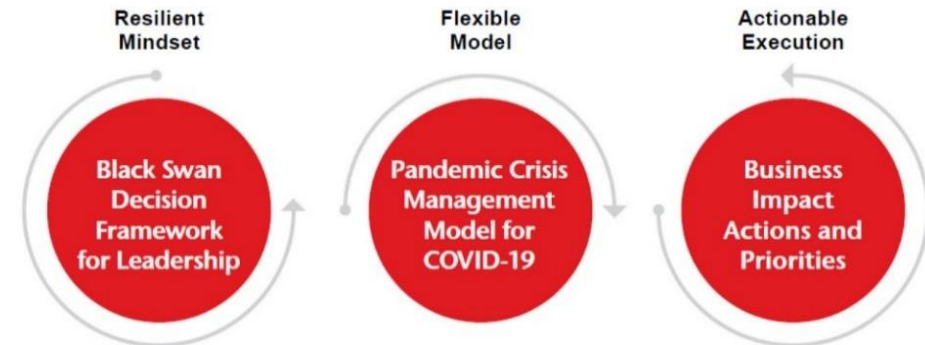 Resilient
Mindset
Flexible
Model
Actionable
Execution
Black Swan
Decision
Framework
for Leadership
Pandemic Crisis
Management
Model for
COVID-19
Business
Impact
Actions and
Priorities